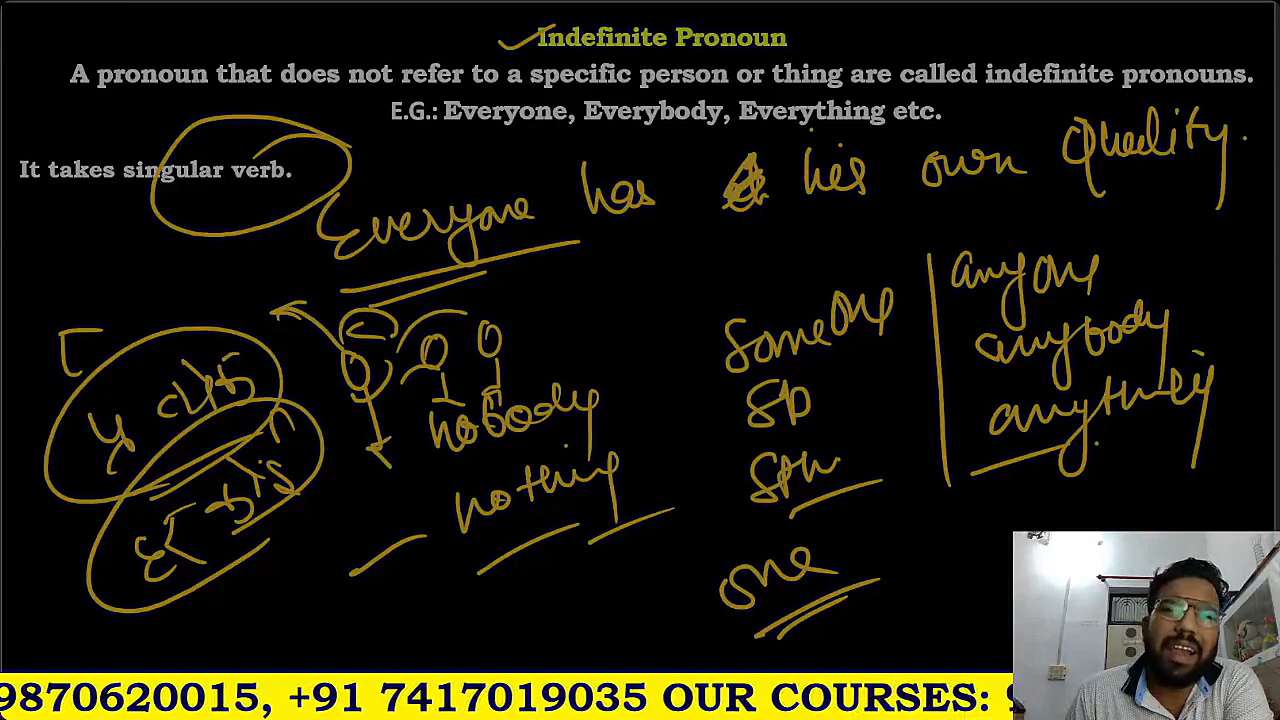 Indefinite Pronoun
A pronoun that does not refer to a specific person or thing are called indefinite pronouns.
E.G.: Everyone, Everybody, Everything etc.
It takes singular verb.
Everyone has his own quality.
someone
anyone
anybody
sp
nobody
anything
sth
nothing
one
9870620015, +91 7417019035 OUR COURSES: